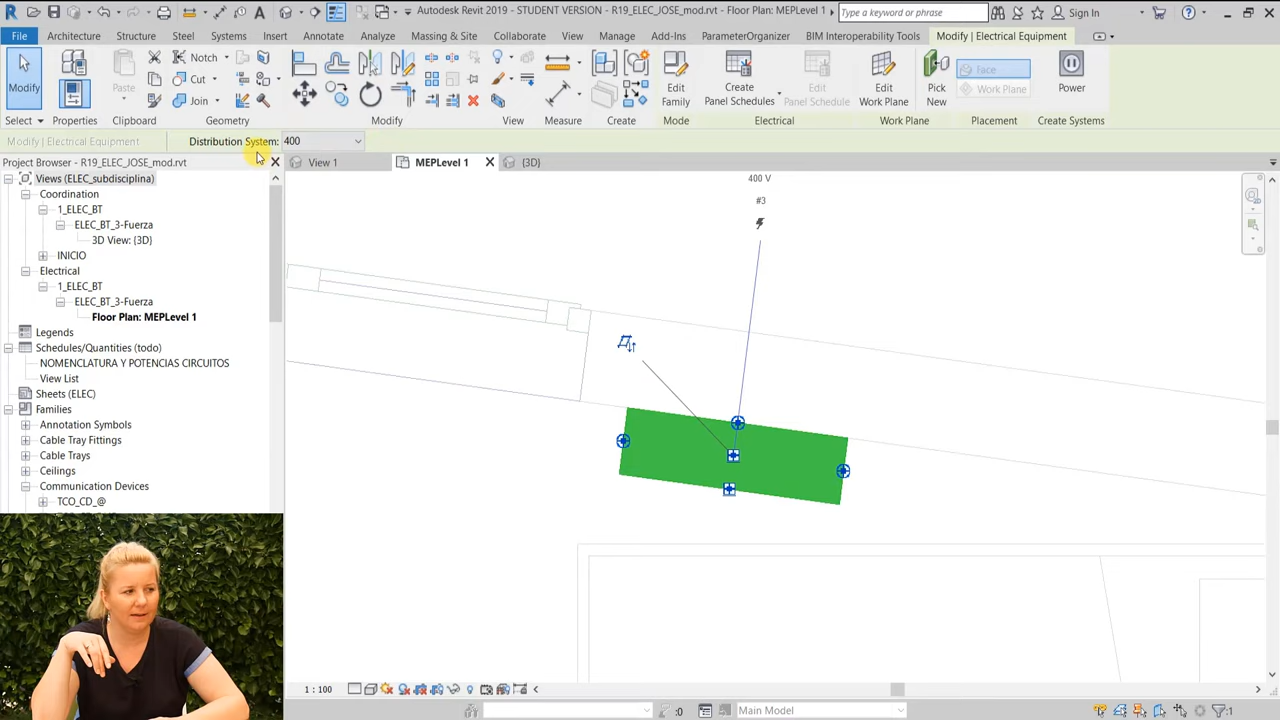 Autodesk Revit 2019 - STUDENT VERSION - R19_ELEC_JOSE_mod.rvt - Floor Plan: MEPLevel 1
Type a keyword or phrase
Sign In
File Architecture Structure Steel Systems Insert Annotate Analyze Massing & Site Collaborate View Manage Add-Ins ParameterOrganizer BIM Interoperability Tools Modify | Electrical Equipment
Modify
Paste
Notch
Cut
Join
Edit
Family
Create
Panel Schedules
Edit
Panel Schedule
Edit
Work Plane
Pick
New
Face
Work Plane
Power
Select Properties Clipboard Geometry Modify View Measure Create Mode Electrical Work Plane Placement Create Systems
Modify | Electrical Equipment
Distribution System: 400
Project Browser - R19_ELEC_JOSE_mod.rvt
View 1
MEPLevel 1
{3D}
Views (ELEC_subdisciplina)
Coordination
1_ELEC_BT
ELEC_BT_3-Fuerza
3D View: {3D}
INICIO
Electrical
1_ELEC_BT
ELEC_BT_3-Fuerza
Floor Plan: MEPLevel 1
Legends
Schedules/Quantities (todo)
NOMENCLATURA Y POTENCIAS CIRCUITOS
View List
Sheets (ELEC)
Families
Annotation Symbols
Cable Tray Fittings
Cable Trays
Ceilings
Communication Devices
TCO_CD_@
400 V
#3
1 : 100
:0
Main Model
:1